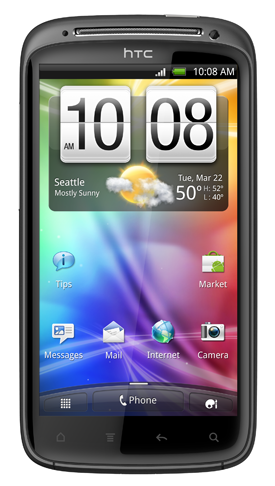 hTC
10:08 AM
AM 10 08
Seattle
Mostly Sunny
Tue, Mar 22
50° H: 52°
L: 40°
Tips
Market
Messages
Mail
Internet
Camera
Phone